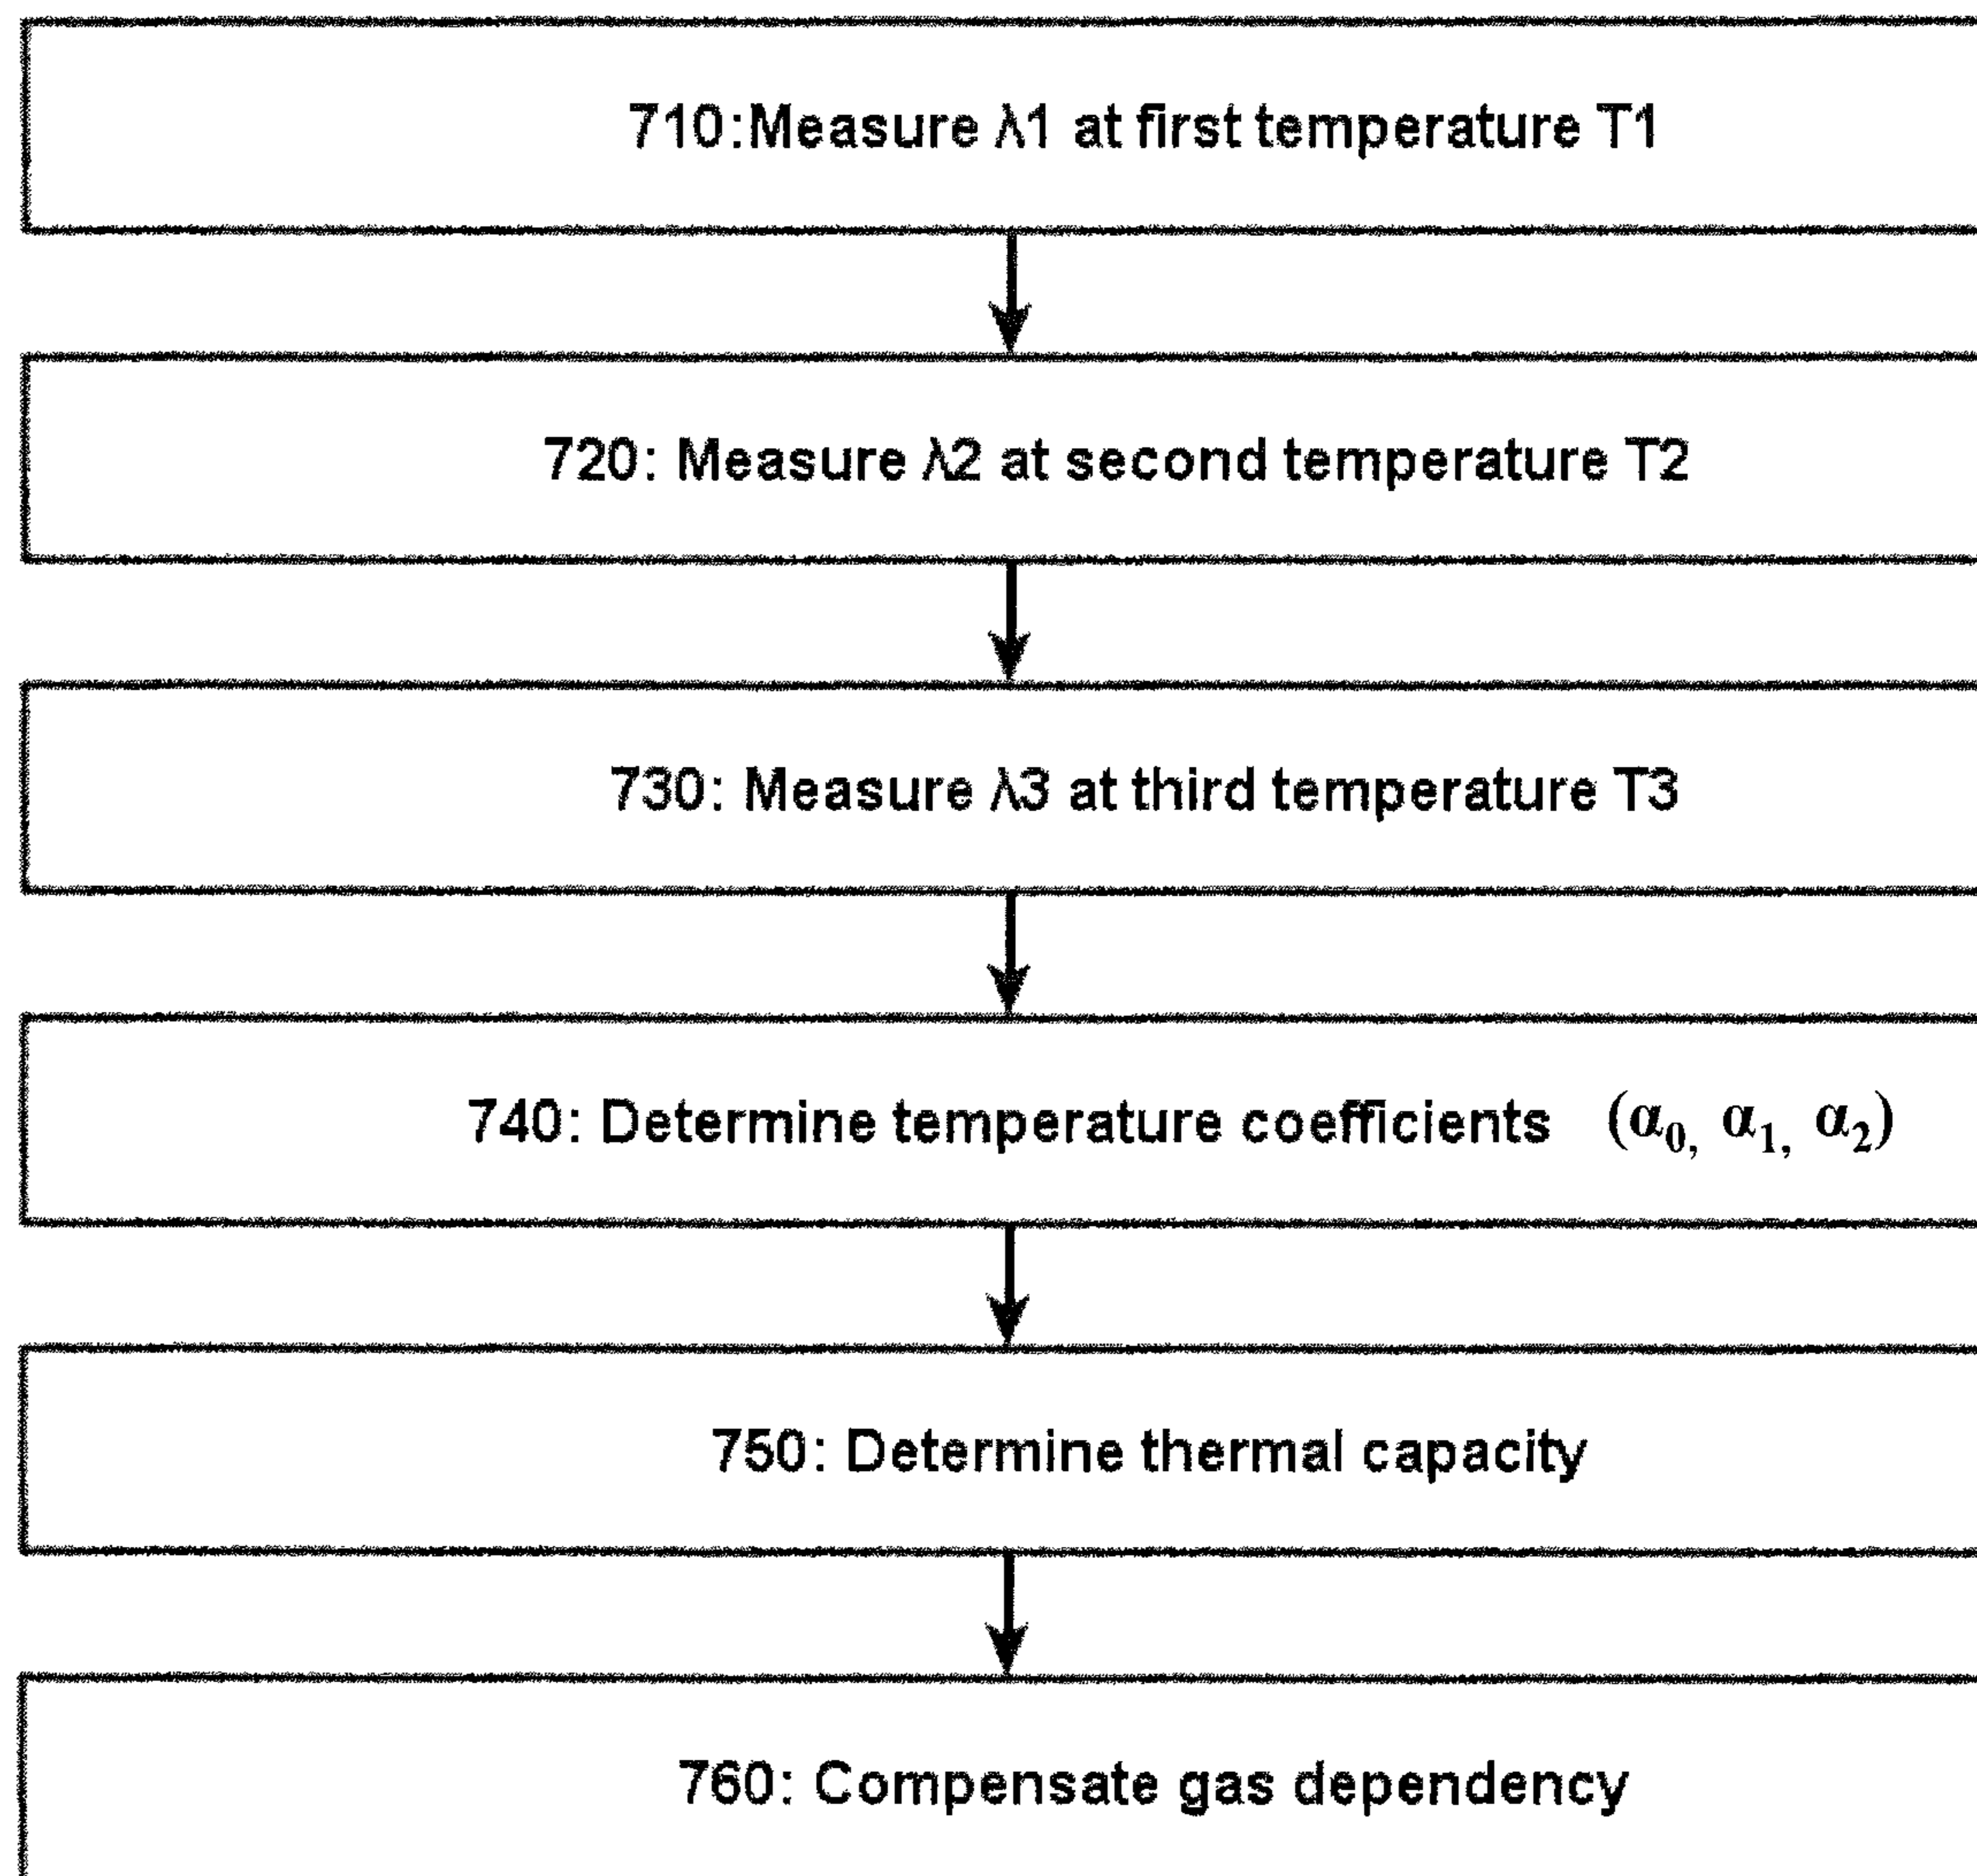 710:Measure λ1 at first temperature T1
720: Measure λ2 at second temperature T2
730: Measure λ3 at third temperature T3
740: Determine temperature coefficients (α₀, α₁, α₂)
750: Determine thermal capacity
760: Compensate gas dependency